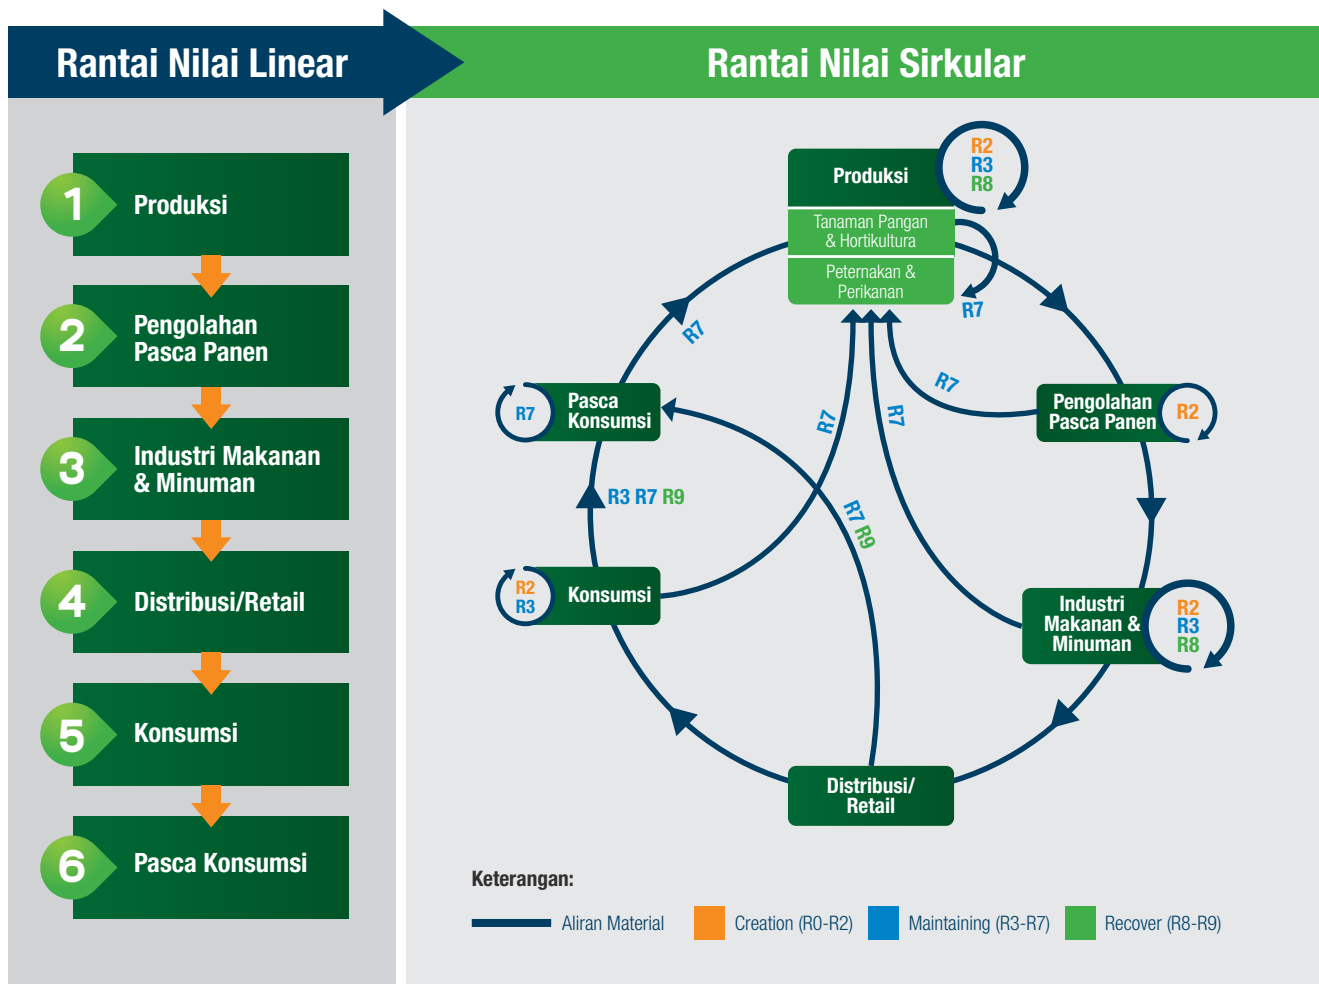 Rantai Nilai Linear
Rantai Nilai Sirkular
1
Produksi
2
Pengolahan
Pasca Panen
3
Industri Makanan
& Minuman
4
Distribusi/Retail
5
Konsumsi
6
Pasca Konsumsi
Produksi
R2
R3
R8
Tanaman Pangan
& Hortikultura
Peternakan &
Perikanan
R7
R7
R7
Pasca
Konsumsi
R7
Pengolahan
Pasca Panen
R2
R7
R7
R3 R7 R9
R7 R9
R2
R3
Konsumsi
Industri
Makanan &
Minuman
R2
R3
R8
Distribusi/
Retail
Keterangan:
Aliran Material
Creation (R0-R2)
Maintaining (R3-R7)
Recover (R8-R9)